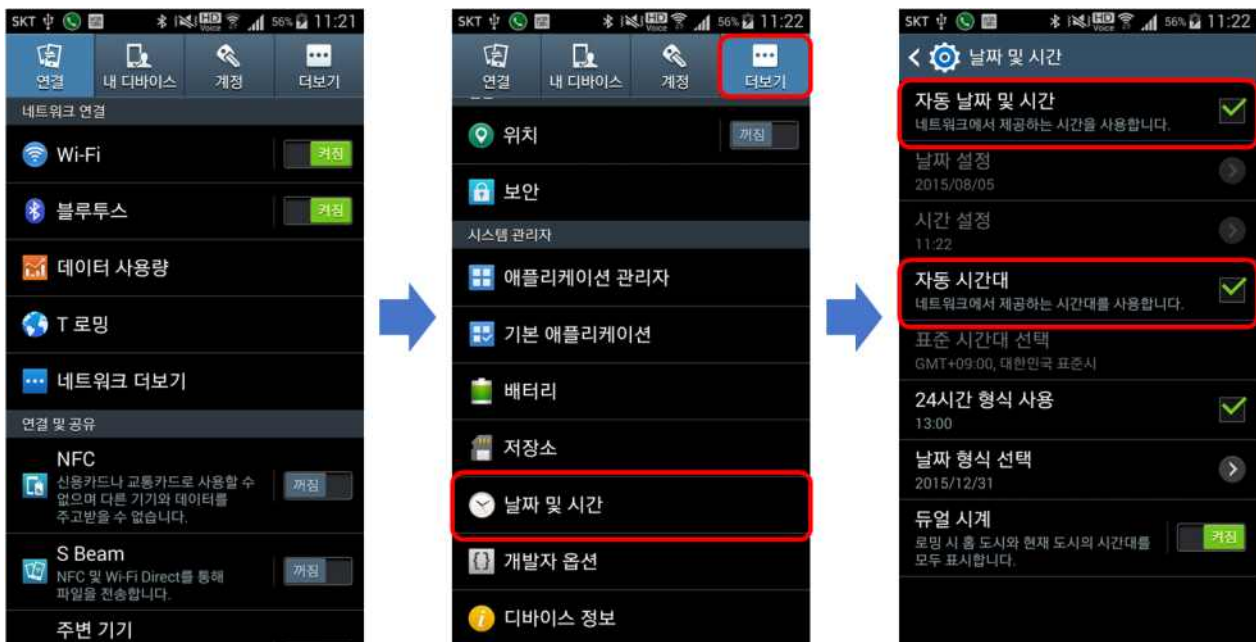 SKT HD Voice 56% 11:21
연결 내 디바이스 계정 더보기
네트워크 연결
Wi-Fi 켜짐
블루투스 켜짐
데이터 사용량
T 로밍
네트워크 더보기
연결 및 공유
NFC
신용카드나 교통카드로 사용할 수
없으며 다른 기기와 데이터를
주고받을 수 없습니다.
꺼짐
S Beam
NFC 및 Wi-Fi Direct를 통해
파일을 전송합니다.
꺼짐
주변 기기
SKT HD Voice 56% 11:22
연결 내 디바이스 계정 더보기
위치 꺼짐
보안
시스템 관리자
애플리케이션 관리자
기본 애플리케이션
배터리
저장소
날짜 및 시간
개발자 옵션
디바이스 정보
SKT HD Voice 56% 11:22
날짜 및 시간
자동 날짜 및 시간
네트워크에서 제공하는 시간을 사용합니다.
날짜 설정
2015/08/05
시간 설정
11:22
자동 시간대
네트워크에서 제공하는 시간대를 사용합니다.
표준 시간대 선택
GMT+09:00, 대한민국 표준시
24시간 형식 사용
13:00
날짜 형식 선택
2015/12/31
듀얼 시계
로밍 시 홈 도시와 현재 도시의 시간대를
모두 표시합니다.
켜짐